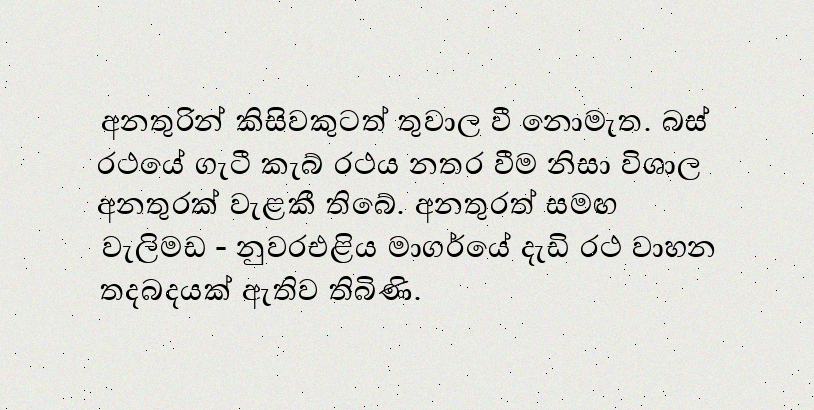 අනතුරින් කිසිවකුටත් තුවාල වී නොමැත. බස්
රථයේ ගැටී කැබ් රථය නතර වීම නිසා විශාල
අනතුරක් වැළකී තිබේ. අනතුරත් සමඟ
වැලිමඩ - නුවරඑළිය මාගර්යේ දැඩි රථ වාහන
තදබදයක් ඇතිව තිබිණි.